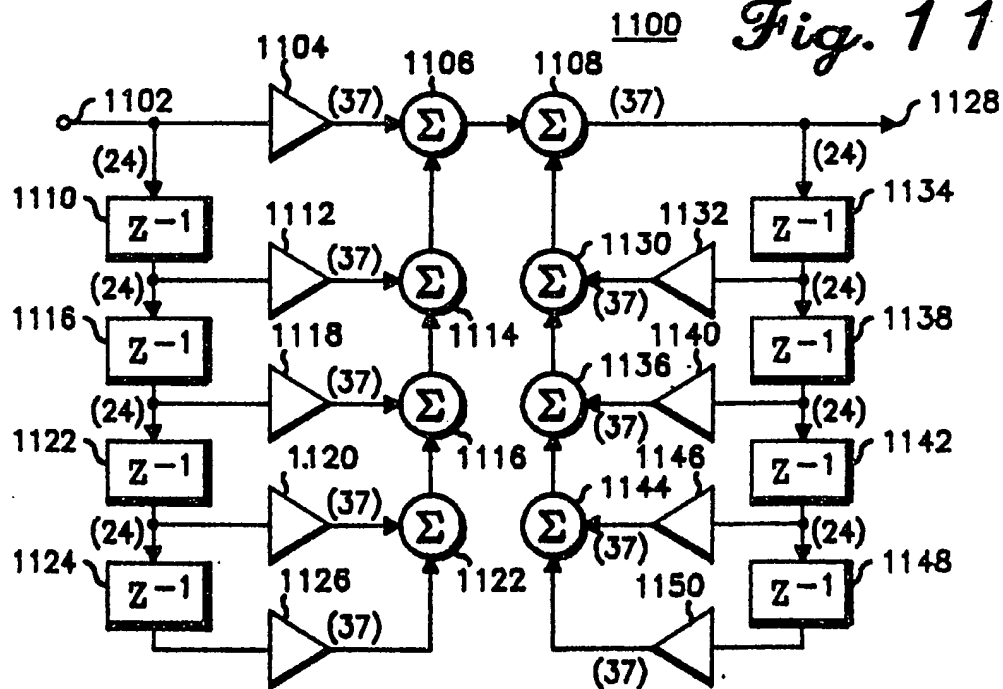 1100 Fig. 11
1104 1106 1108
1102 (37) (37) 1128
Σ Σ
(24) (24)
1110 Z⁻¹ 1112 1132 Z⁻¹ 1134
(37) 1130
(24) Σ Σ (37) (24)
1116 Z⁻¹ 1118 1114 1140 Z⁻¹ 1138
(37) 1136
(24) Σ Σ (37) (24)
1122 Z⁻¹ 1120 1116 1146 Z⁻¹ 1142
(37) 1144
(24) Σ Σ (37) (24)
1124 Z⁻¹ 1126 1122 1150 Z⁻¹ 1148
(37) (37)